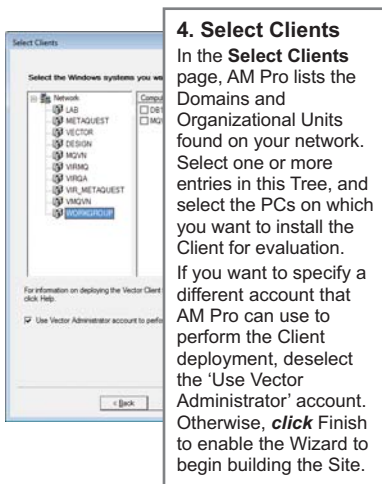 Select Clients
Select the Windows systems you
Network
LAB
METAQUEST
VECTOR
DESIGN
MQVN
VIRMQ
VIRQA
VIR_METAQUEST
VMQVN
WORKGROUP
For information on deploying the Vector Client
click Help.
Use Vector Administrator account to
< Back
4. Select Clients
In the Select Clients
page, AM Pro lists the
Domains and
Organizational Units
found on your network.
Select one or more
entries in this Tree, and
select the PCs on which
you want to install the
Client for evaluation.
If you want to specify a
different account that
AM Pro can use to
perform the Client
deployment, deselect
the ‘Use Vector
Administrator’ account.
Otherwise, click Finish
to enable the Wizard to
begin building the Site.